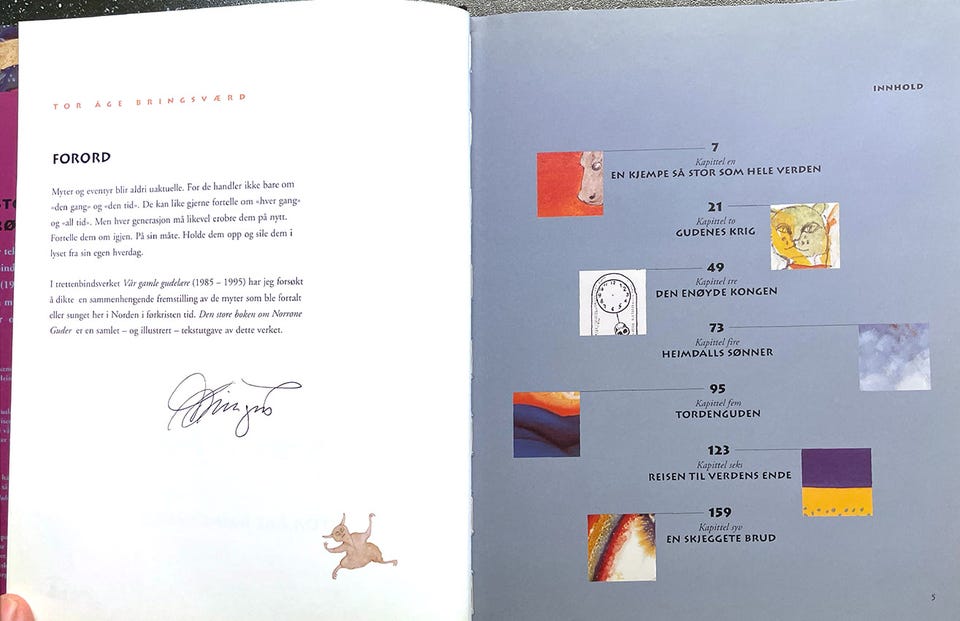 TOR ÅGE BRINGSVÆRD
FORORD
Myter og eventyr blir aldri uaktuelle. For de handler ikke bare om
«den gang» og «den tid». De kan like gjerne fortelle om «hver gang»
og «all tid». Men hver generasjon må likevel erobre dem på nytt.
Fortelle dem om igjen. På sin måte. Holde dem opp og sile dem i
lyset fra sin egen hverdag.
I trettenbindsverket Vår gamle gudelære (1985 – 1995) har jeg forsøkt
å dikte en sammenhengende fremstilling av de myter som ble fortalt
eller sunget her i Norden i førkristen tid. Den store boken om Norrøne
Guder er en samlet – og illustrert – tekstutgave av dette verket.
INNHOLD
7
Kapittel en
EN KJEMPE SÅ STOR SOM HELE VERDEN
21
Kapittel to
GUDENES KRIG
49
Kapittel tre
DEN ENØYDE KONGEN
73
Kapittel fire
HEIMDALLS SØNNER
95
Kapittel fem
TORDENGUDEN
123
Kapittel seks
REISEN TIL VERDENS ENDE
159
Kapittel syv
EN SKJEGGETE BRUD
5